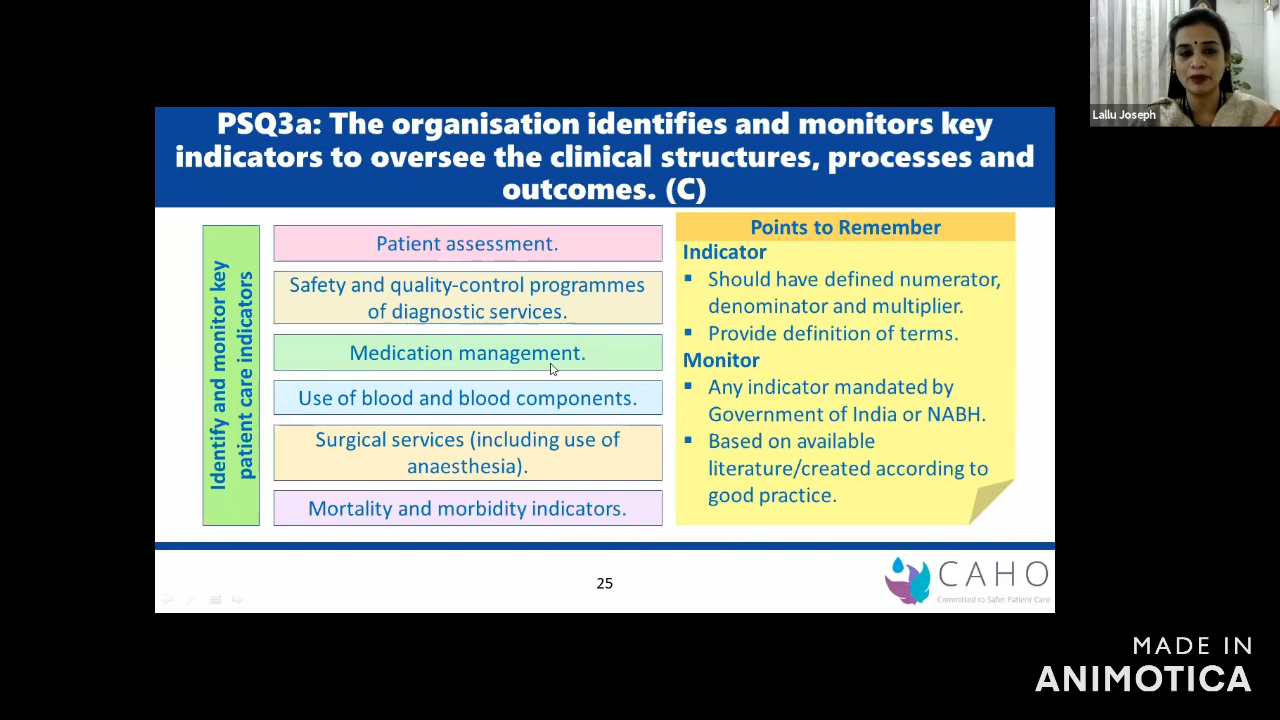 Lallu Joseph
PSQ3a: The organisation identifies and monitors key
indicators to oversee the clinical structures, processes and
outcomes. (C)
Identify and monitor key
patient care indicators
Patient assessment.
Safety and quality-control programmes
of diagnostic services.
Medication management.
Use of blood and blood components.
Surgical services (including use of
anaesthesia).
Mortality and morbidity indicators.
Points to Remember
Indicator
▪ Should have defined numerator,
denominator and multiplier.
▪ Provide definition of terms.
Monitor
▪ Any indicator mandated by
Government of India or NABH.
▪ Based on available
literature/created according to
good practice.
25
CAHO
Committed to Safer Patient Care
MADE IN
ANIMOTICA